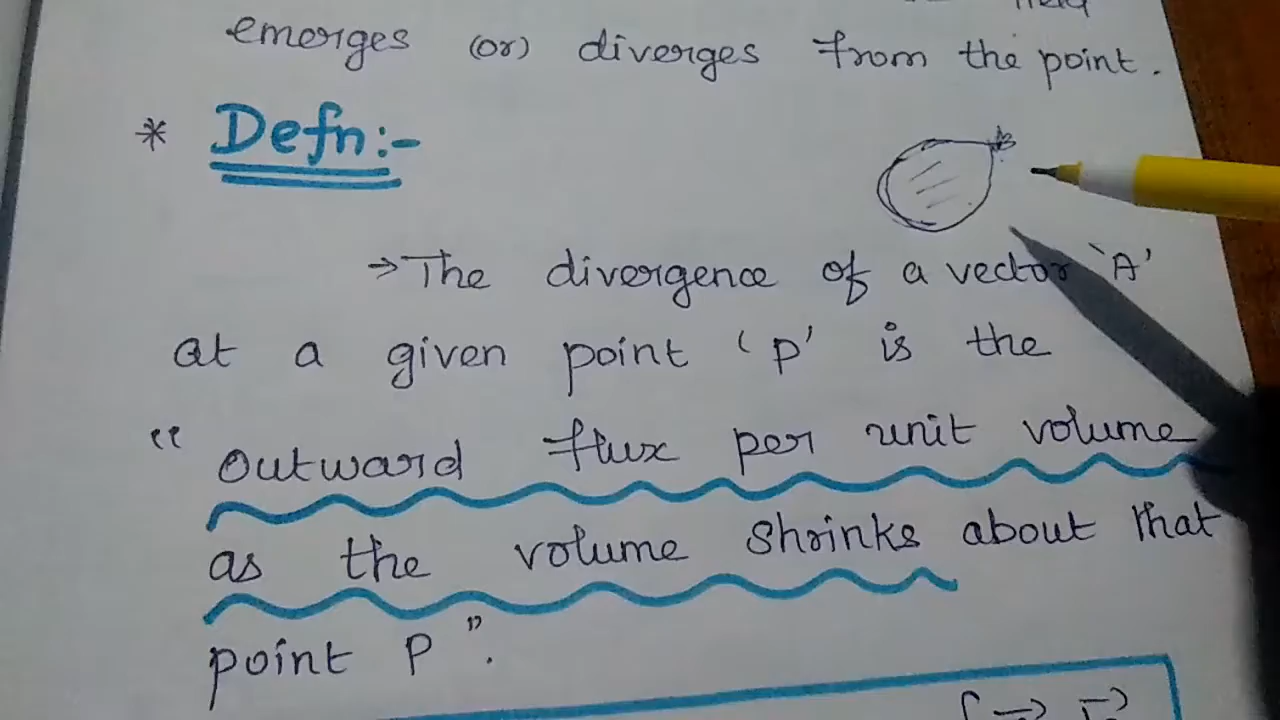 emerges (or) diverges from the point.
* Defn:-
→ The divergence of a vector 'A'
at a given point 'P' is the
"outward flux per unit volume
as the volume shrinks about that
point P".